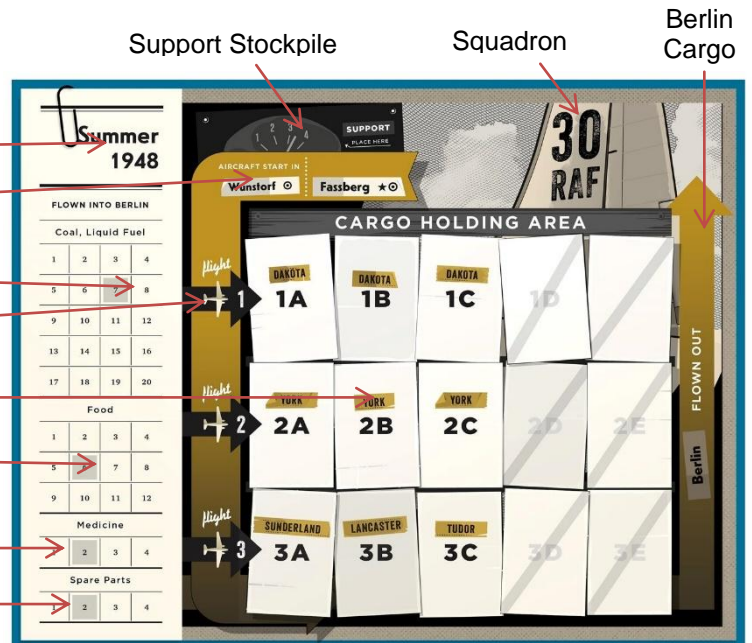 Support Stockpile
Squadron
Berlin
Cargo
Summer
1948
FLOWN INTO BERLIN
Coal, Liquid Fuel
1 2 3 4
5 6 7 8
9 10 11 12
13 14 15 16
17 18 19 20
Food
1 2 3 4
5 7 8
9 10 11 12
Medicine
2 3 4
Spare Parts
1 2 3 4
1 2 3 4
SUPPORT
PLACE HERE
30
RAF
AIRCRAFT START IN
Wunstorf Fassberg
CARGO HOLDING AREA
flight
1
DAKOTA DAKOTA DAKOTA
1A 1B 1C 1D
flight
2
YORK YORK YORK
2A 2B 2C 2D 2E
flight
3
SUNDERLAND LANCASTER TUDOR
3A 3B 3C 3D 3E
FLOWN OUT
Berlin